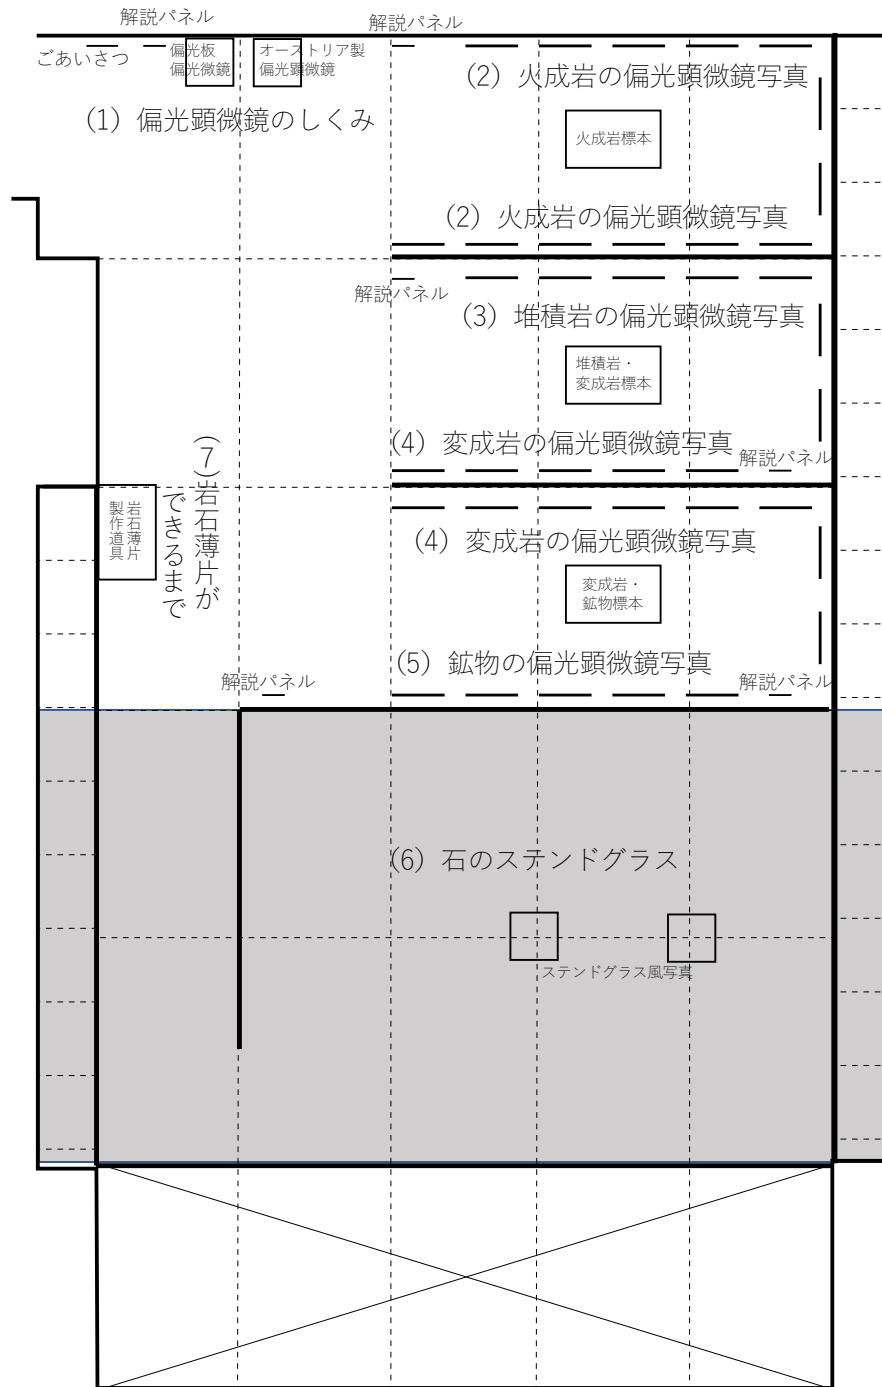 解説パネル
解説パネル
ごあいさつ
偏光板
偏光微鏡
オーストリア製
偏光顕微鏡
(2) 火成岩の偏光顕微鏡写真
(1) 偏光顕微鏡のしくみ
火成岩標本
(2) 火成岩の偏光顕微鏡写真
解説パネル
(3) 堆積岩の偏光顕微鏡写真
堆積岩・
変成岩標本
(4) 変成岩の偏光顕微鏡写真
解説パネル
(7)岩石薄片が
できるまで
岩石薄片
製作道具
(4) 変成岩の偏光顕微鏡写真
変成岩・
鉱物標本
(5) 鉱物の偏光顕微鏡写真
解説パネル
解説パネル
(6) 石のステンドグラス
ステンドグラス風写真